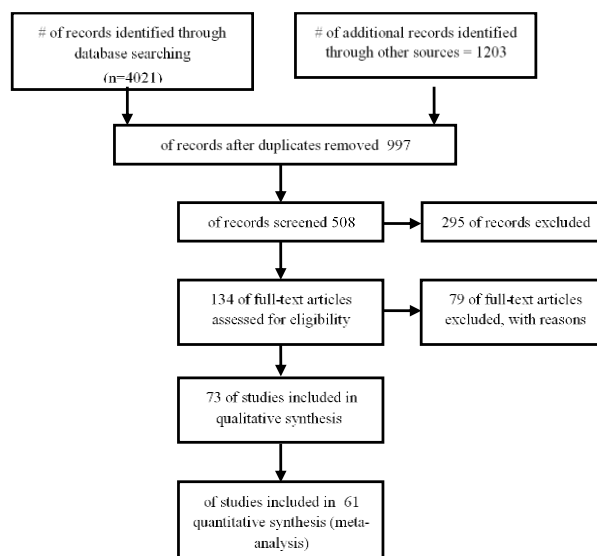 # of records identified through
database searching
(n=4021)
# of additional records identified
through other sources = 1203
of records after duplicates removed 997
of records screened 508
295 of records excluded
134 of full-text articles
assessed for eligibility
79 of full-text articles
excluded, with reasons
73 of studies included in
qualitative synthesis
of studies included in 61
quantitative synthesis (meta-
analysis)